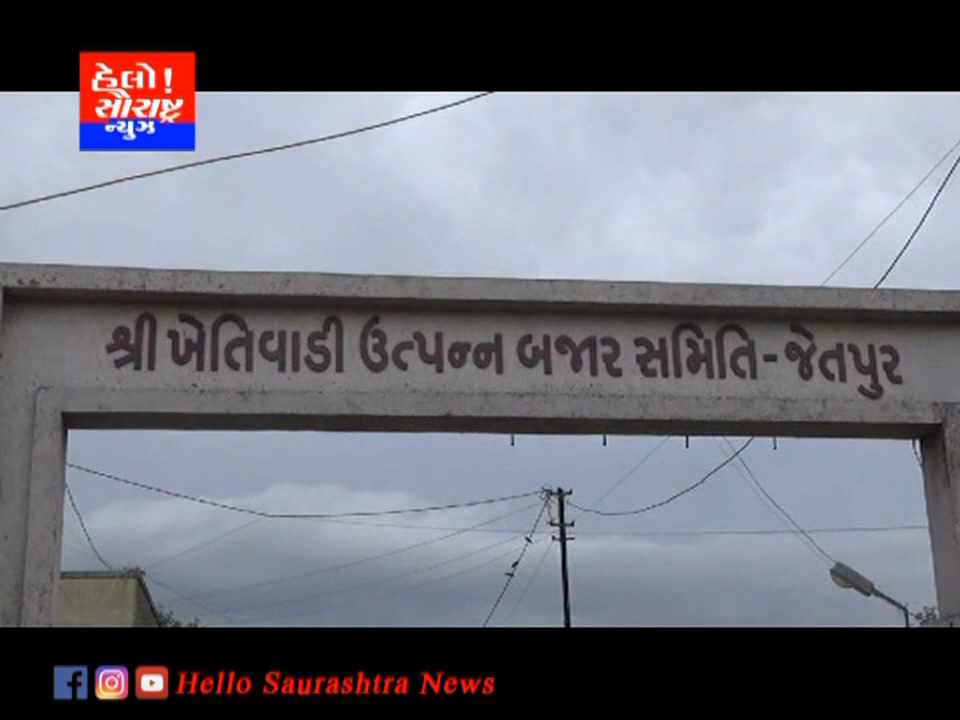 હેલો!
સૌરાષ્ટ્ર
ન્યુઝ
શ્રી ખેતિવાડી ઉત્પન્ન બજાર સમિતિ-જેતપુર
Hello Saurashtra News